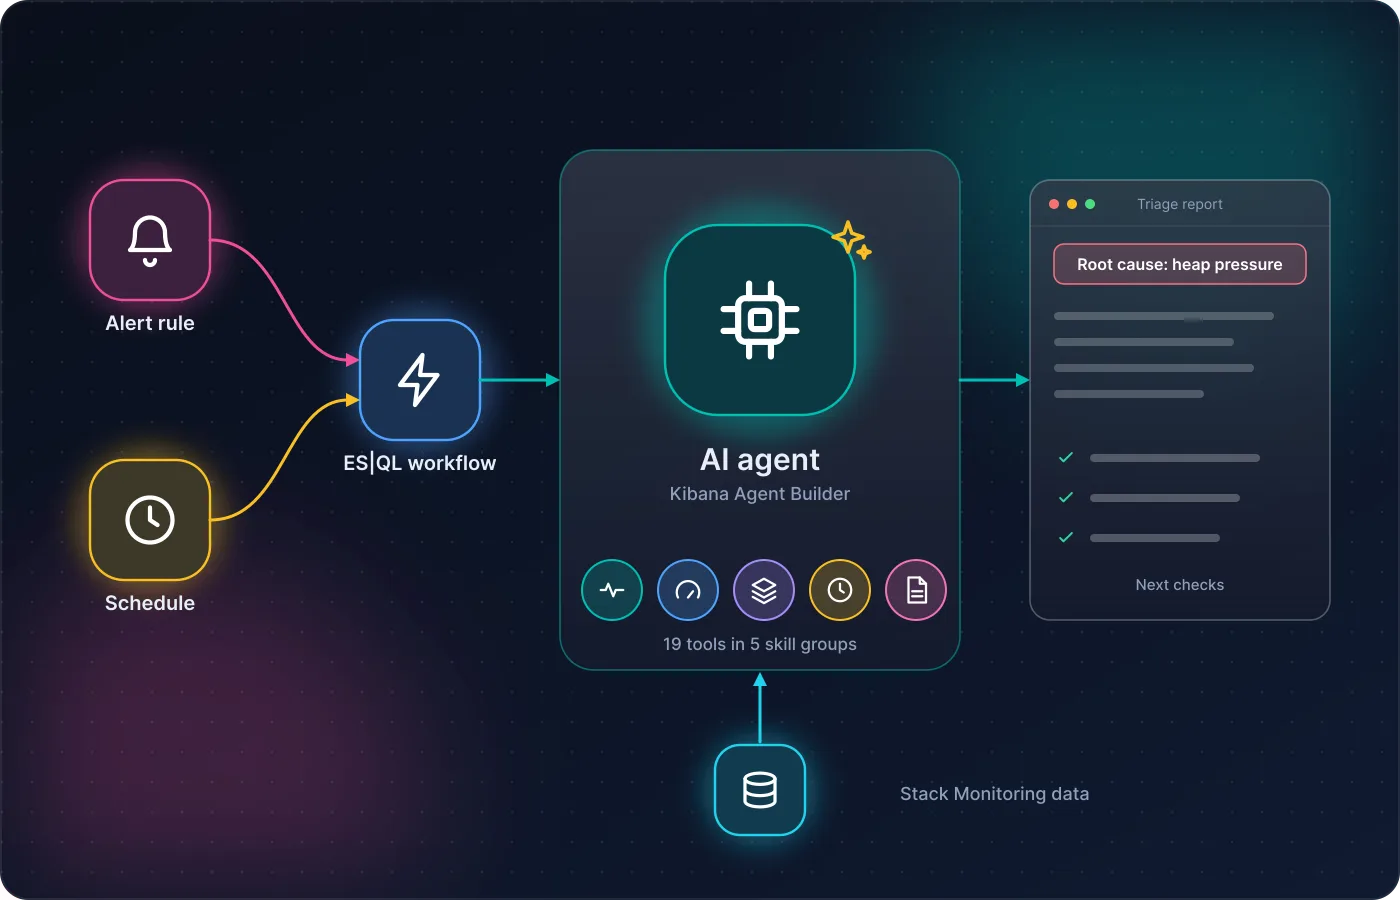 Alert rule
Schedule
ES|QL workflow
AI agent
Kibana Agent Builder
19 tools in 5 skill groups
Stack Monitoring data
Triage report
Root cause: heap pressure
Next checks